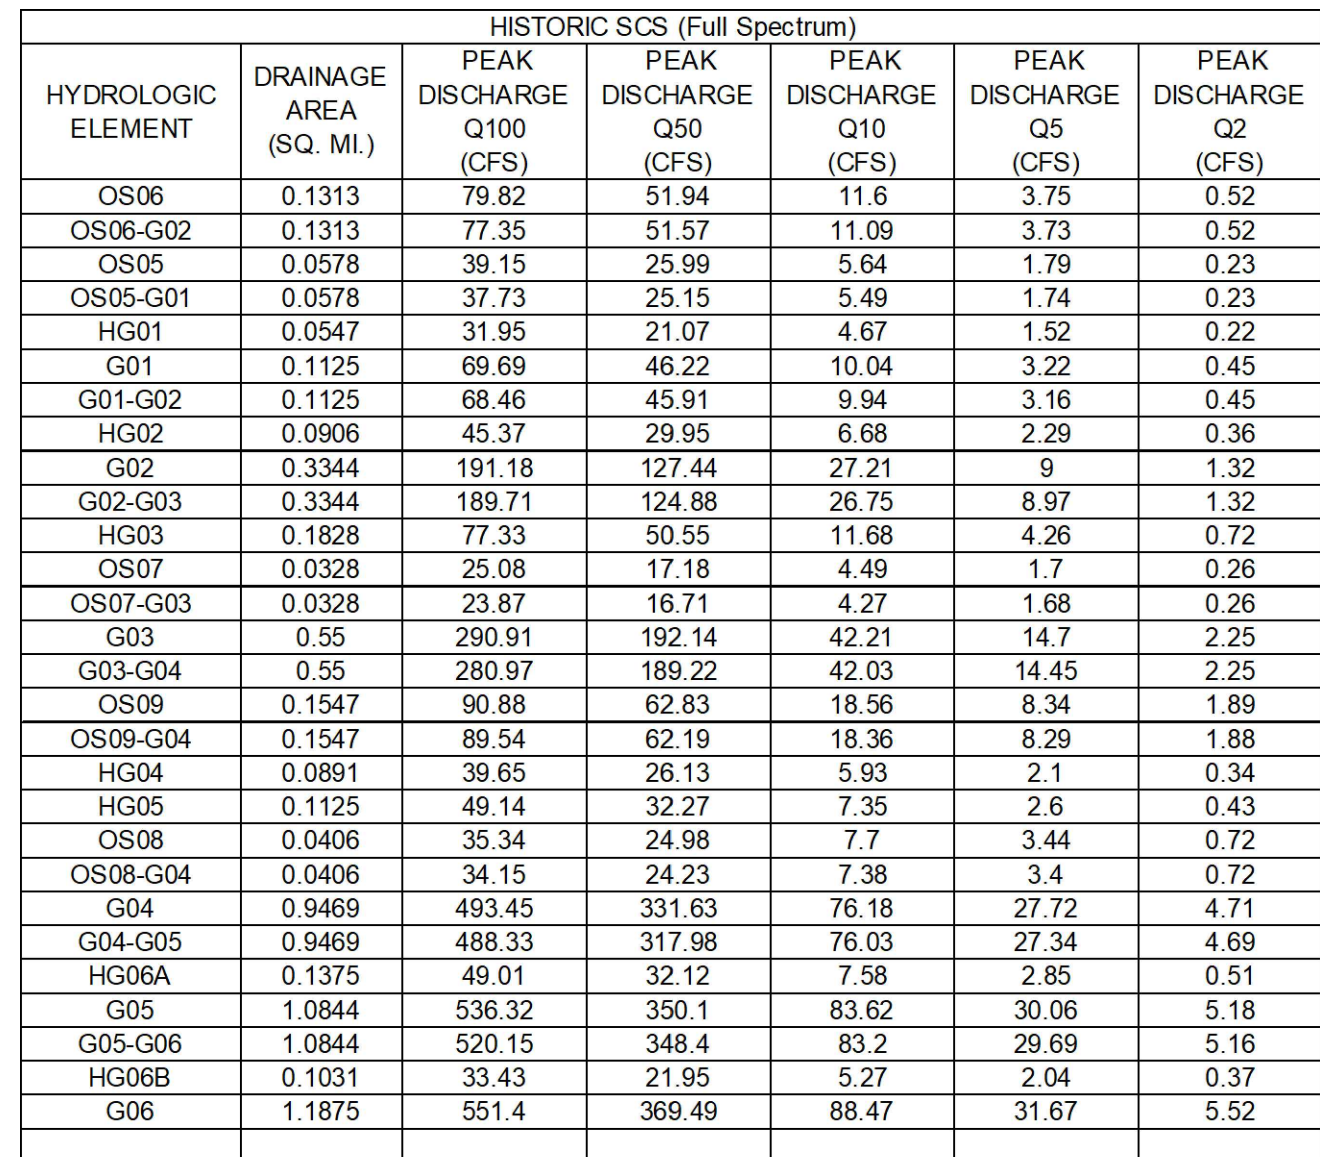 HISTORIC SCS (Full Spectrum)
HYDROLOGIC ELEMENT DRAINAGE AREA (SQ. MI.) PEAK DISCHARGE Q100 (CFS) PEAK DISCHARGE Q50 (CFS) PEAK DISCHARGE Q10 (CFS) PEAK DISCHARGE Q5 (CFS) PEAK DISCHARGE Q2 (CFS)
OS06 0.1313 79.82 51.94 11.6 3.75 0.52
OS06-G02 0.1313 77.35 51.57 11.09 3.73 0.52
OS05 0.0578 39.15 25.99 5.64 1.79 0.23
OS05-G01 0.0578 37.73 25.15 5.49 1.74 0.23
HG01 0.0547 31.95 21.07 4.67 1.52 0.22
G01 0.1125 69.69 46.22 10.04 3.22 0.45
G01-G02 0.1125 68.46 45.91 9.94 3.16 0.45
HG02 0.0906 45.37 29.95 6.68 2.29 0.36
G02 0.3344 191.18 127.44 27.21 9 1.32
G02-G03 0.3344 189.71 124.88 26.75 8.97 1.32
HG03 0.1828 77.33 50.55 11.68 4.26 0.72
OS07 0.0328 25.08 17.18 4.49 1.7 0.26
OS07-G03 0.0328 23.87 16.71 4.27 1.68 0.26
G03 0.55 290.91 192.14 42.21 14.7 2.25
G03-G04 0.55 280.97 189.22 42.03 14.45 2.25
OS09 0.1547 90.88 62.83 18.56 8.34 1.89
OS09-G04 0.1547 89.54 62.19 18.36 8.29 1.88
HG04 0.0891 39.65 26.13 5.93 2.1 0.34
HG05 0.1125 49.14 32.27 7.35 2.6 0.43
OS08 0.0406 35.34 24.98 7.7 3.44 0.72
OS08-G04 0.0406 34.15 24.23 7.38 3.4 0.72
G04 0.9469 493.45 331.63 76.18 27.72 4.71
G04-G05 0.9469 488.33 317.98 76.03 27.34 4.69
HG06A 0.1375 49.01 32.12 7.58 2.85 0.51
G05 1.0844 536.32 350.1 83.62 30.06 5.18
G05-G06 1.0844 520.15 348.4 83.2 29.69 5.16
HG06B 0.1031 33.43 21.95 5.27 2.04 0.37
G06 1.1875 551.4 369.49 88.47 31.67 5.52